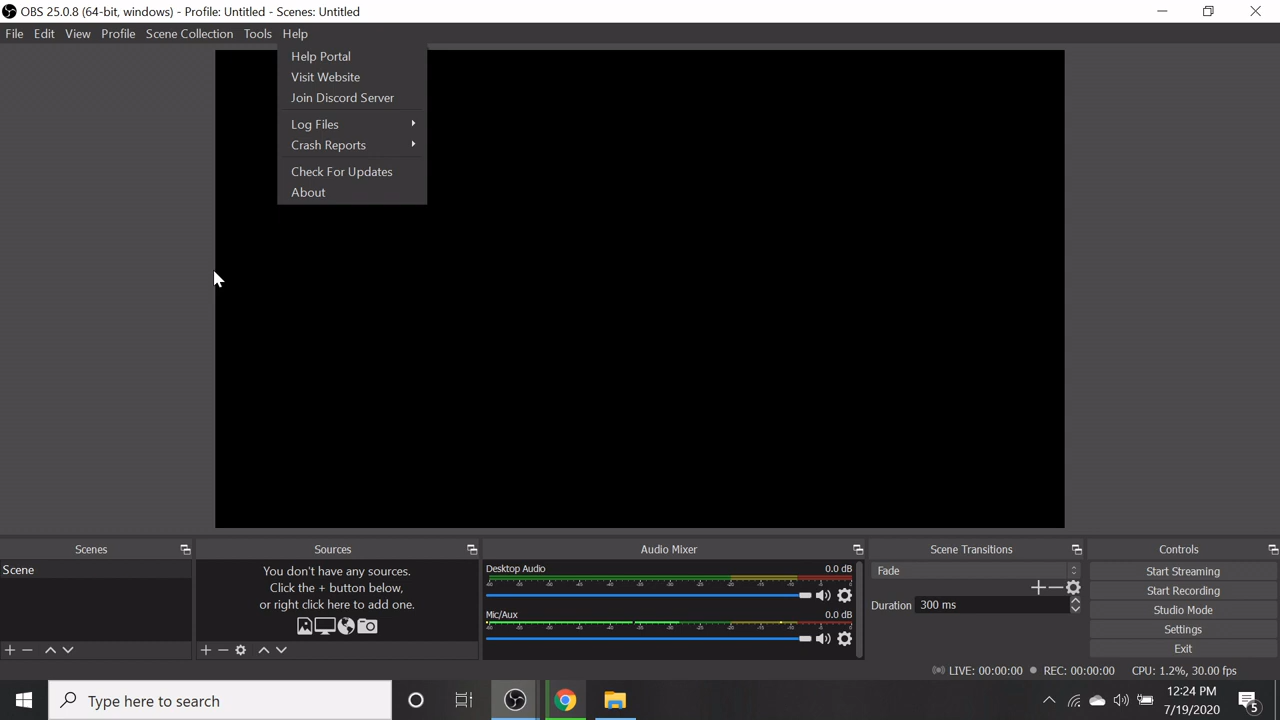 OBS 25.0.8 (64-bit, windows) - Profile: Untitled - Scenes: Untitled
File Edit View Profile Scene Collection Tools Help
Help Portal
Visit Website
Join Discord Server
Log Files
Crash Reports
Check For Updates
About
Scenes
Scene
Sources
You don't have any sources.
Click the + button below,
or right click here to add one.
Audio Mixer
Desktop Audio 0.0 dB
Mic/Aux 0.0 dB
Scene Transitions
Fade
Duration 300 ms
Controls
Start Streaming
Start Recording
Studio Mode
Settings
Exit
LIVE: 00:00:00 REC: 00:00:00 CPU: 1.2%, 30.00 fps
Type here to search
12:24 PM
7/19/2020
5